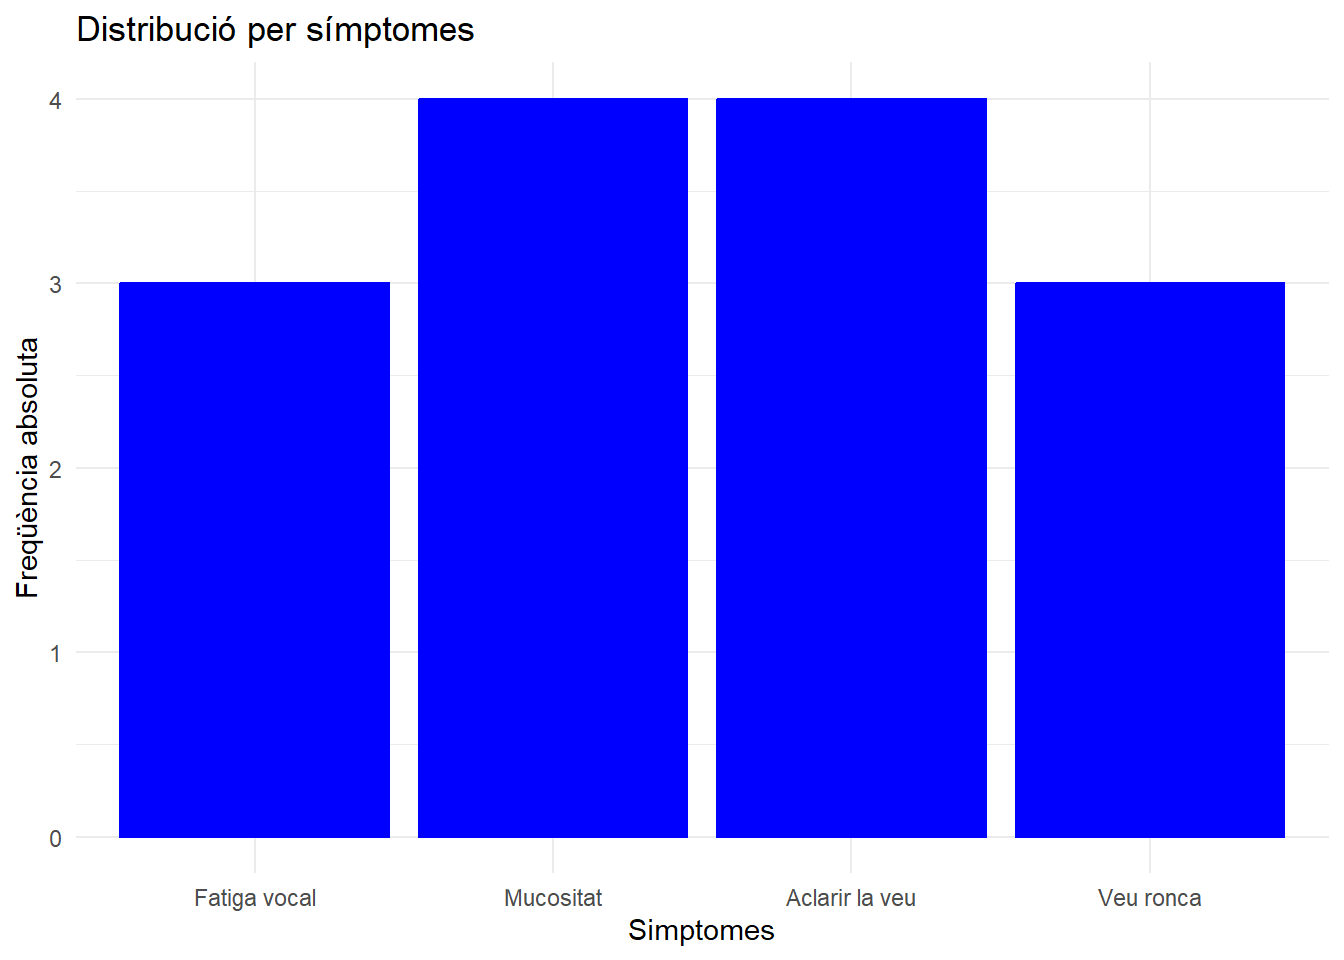 Distribució per símptomes
Freqüència absoluta
4
3
2
1
0
Fatiga vocal
Mucositat
Aclarir la veu
Veu ronca
Simptomes